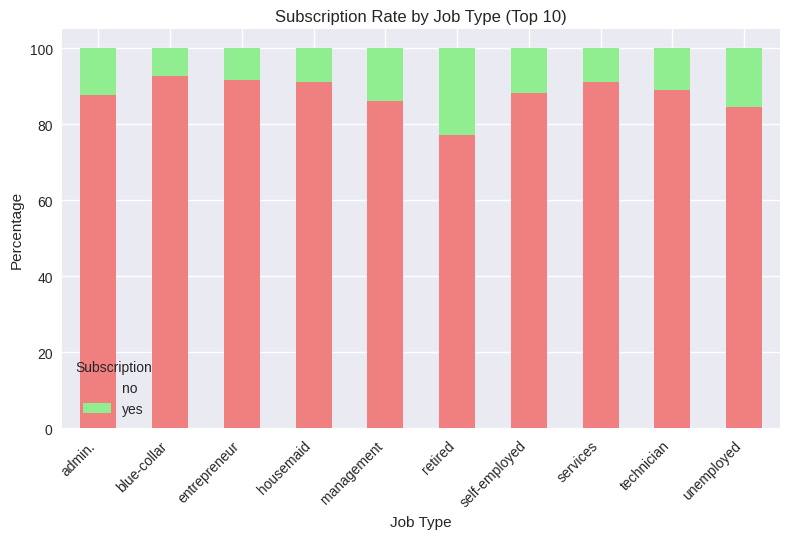 Subscription Rate by Job Type (Top 10)
Percentage
100
80
60
40
20
0
Subscription
no
yes
admin.
blue-collar
entrepreneur
housemaid
management
retired
self-employed
services
technician
unemployed
Job Type